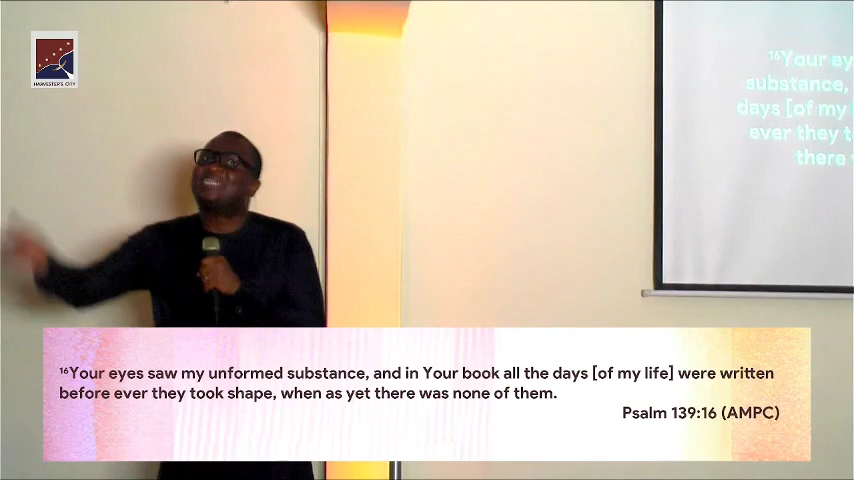 HARVESTER'S CITY
¹⁶Your ey
substance,
days [of my
ever they t
there
¹⁶Your eyes saw my unformed substance, and in Your book all the days [of my life] were written
before ever they took shape, when as yet there was none of them.
Psalm 139:16 (AMPC)